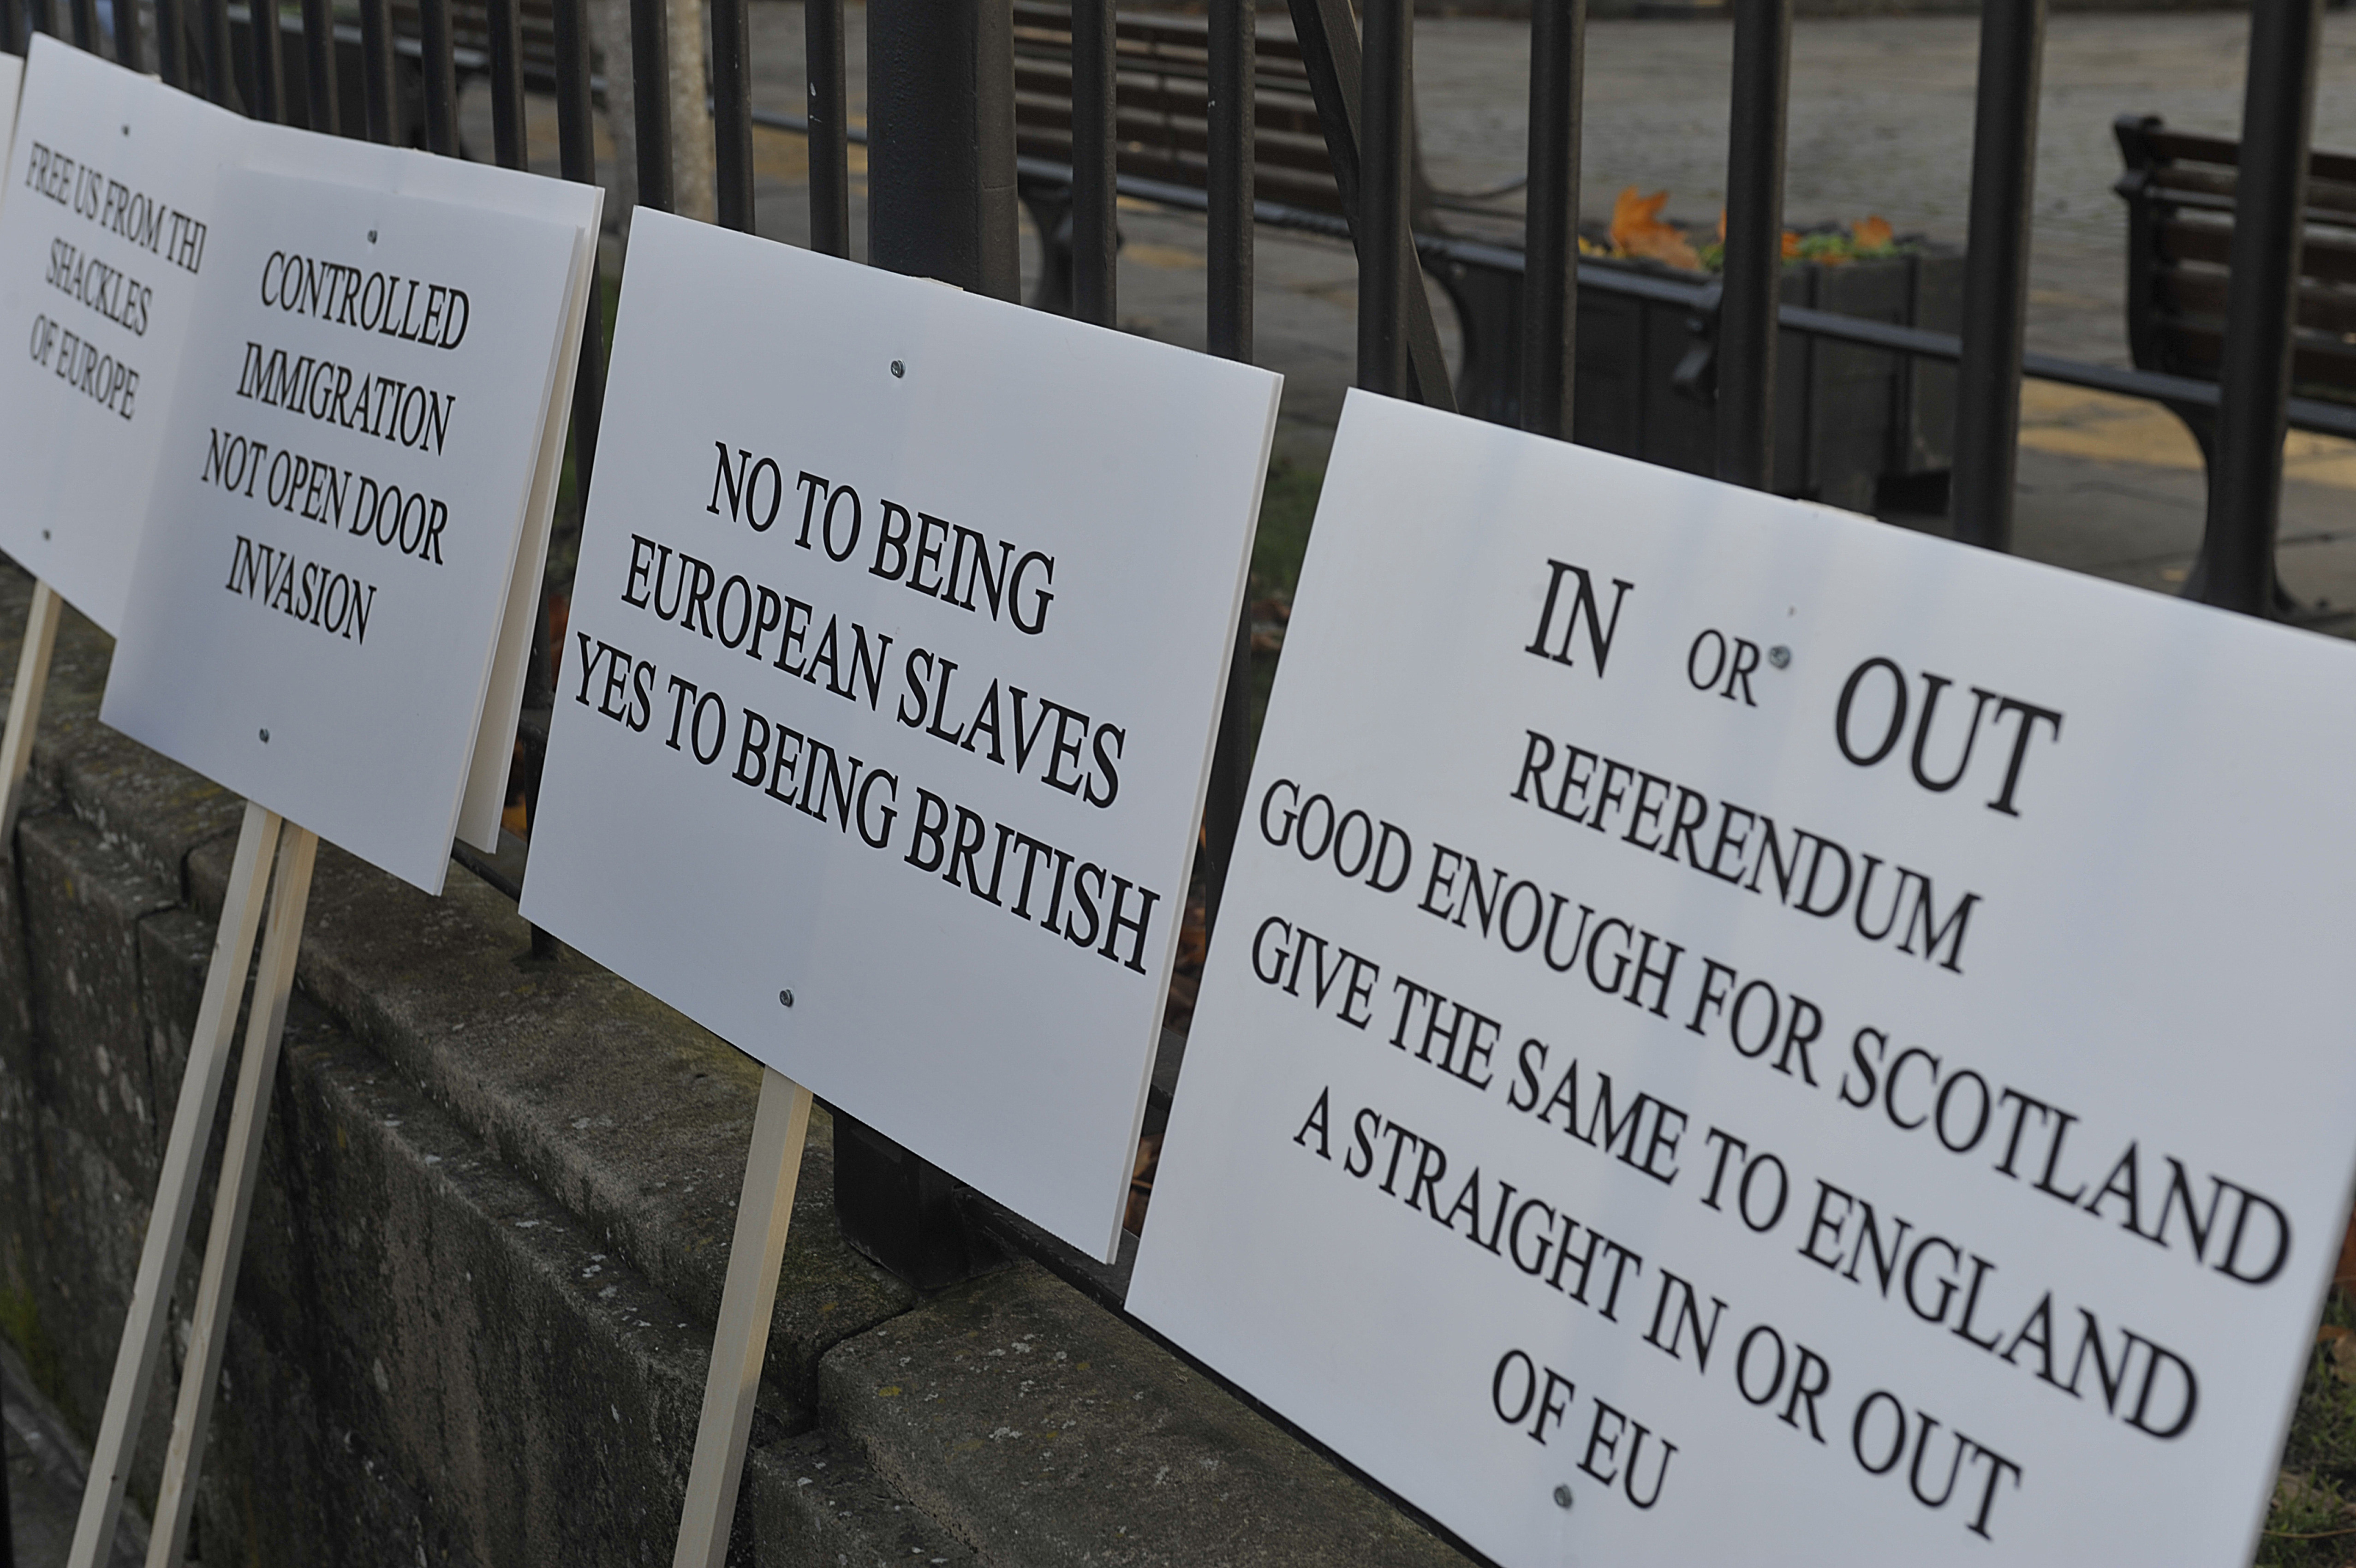 FREE US FROM
SHACKLES
OF EUROPE
CONTROLLED
IMMIGRATION
NOT OPEN DOOR
INVASION
NO TO BEING
EUROPEAN SLAVES
YES TO BEING BRITISH
IN OR OUT
REFERENDUM
GOOD ENOUGH FOR SCOTLAND
GIVE THE SAME TO ENGLAND
A STRAIGHT IN OR OUT
OF EU